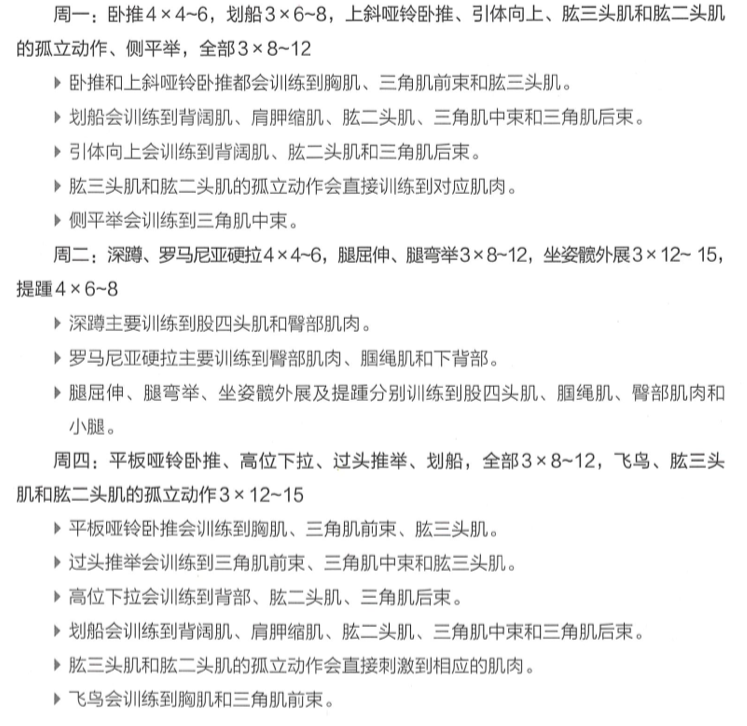 周一：卧推4×4~6，划船3×6~8，上斜哑铃卧推、引体向上、肱三头肌和肱二头肌
的孤立动作、侧平举，全部3×8~12
▶ 卧推和上斜哑铃卧推都会训练到胸肌、三角肌前束和肱三头肌。
▶ 划船会训练到背阔肌、肩胛缩肌、肱二头肌、三角肌中束和三角肌后束。
▶ 引体向上会训练到背阔肌、肱二头肌和三角肌后束。
▶ 肱三头肌和肱二头肌的孤立动作会直接训练到对应肌肉。
▶ 侧平举会训练到三角肌中束。
周二：深蹲、罗马尼亚硬拉4×4~6，腿屈伸、腿弯举3×8~12，坐姿髋外展3×12~ 15，
提踵4×6~8
▶ 深蹲主要训练到股四头肌和臀部肌肉。
▶ 罗马尼亚硬拉主要训练到臀部肌肉、腘绳肌和下背部。
▶ 腿屈伸、腿弯举、坐姿髋外展及提踵分别训练到股四头肌、腘绳肌、臀部肌肉和
小腿。
周四：平板哑铃卧推、高位下拉、过头推举、划船，全部3×8~12，飞鸟、肱三头
肌和肱二头肌的孤立动作3×12~15
▶ 平板哑铃卧推会训练到胸肌、三角肌前束、肱三头肌。
▶ 过头推举会训练到三角肌前束、三角肌中束和肱三头肌。
▶ 高位下拉会训练到背部、肱二头肌、三角肌后束。
▶ 划船会训练到背阔肌、肩胛缩肌、肱二头肌、三角肌中束和三角肌后束。
▶ 肱三头肌和肱二头肌的孤立动作会直接刺激到相应的肌肉。
▶ 飞鸟会训练到胸肌和三角肌前束。